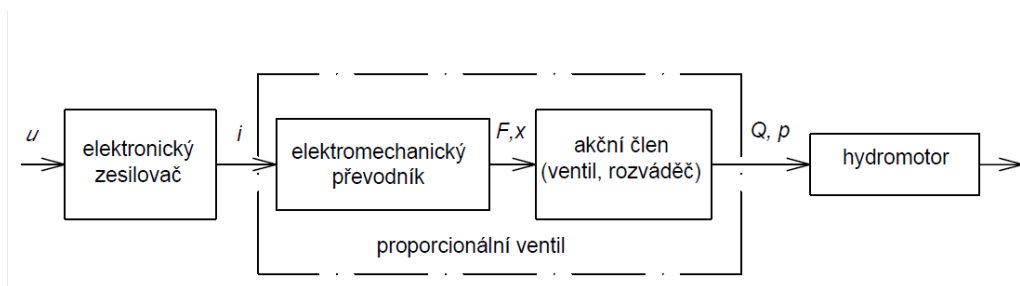 u
elektronický
zesilovač
i
elektromechanický
převodník
F,x
akční člen
(ventil, rozváděč)
Q, p
hydromotor
proporcionální ventil